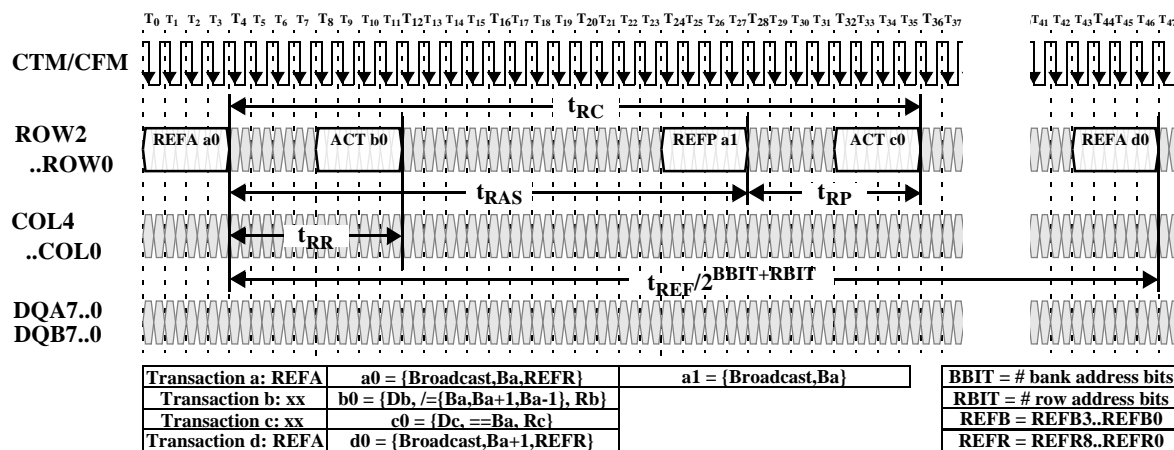 T0 T1 T2 T3 T4 T5 T6 T7 T8 T9 T10 T11 T12 T13 T14 T15 T16 T17 T18 T19 T20 T21 T22 T23 T24 T25 T26 T27 T28 T29 T30 T31 T32 T33 T34 T35 T36 T37 T41 T42 T43 T44 T45 T46 T47
CTM/CFM
tRC
ROW2
..ROW0
REFA a0 ACT b0 REFP a1 ACT c0 REFA d0
tRAS tRP
COL4
..COL0
tRR
tREF/2BBIT+RBIT
DQA7..0
DQB7..0
Transaction a: REFA a0 = {Broadcast,Ba,REFR} a1 = {Broadcast,Ba} BBIT = # bank address bits
Transaction b: xx b0 = {Db, /={Ba,Ba+1,Ba-1}, Rb} RBIT = # row address bits
Transaction c: xx c0 = {Dc, ==Ba, Rc} REFB = REFB3..REFB0
Transaction d: REFA d0 = {Broadcast,Ba+1,REFR} REFR = REFR8..REFR0